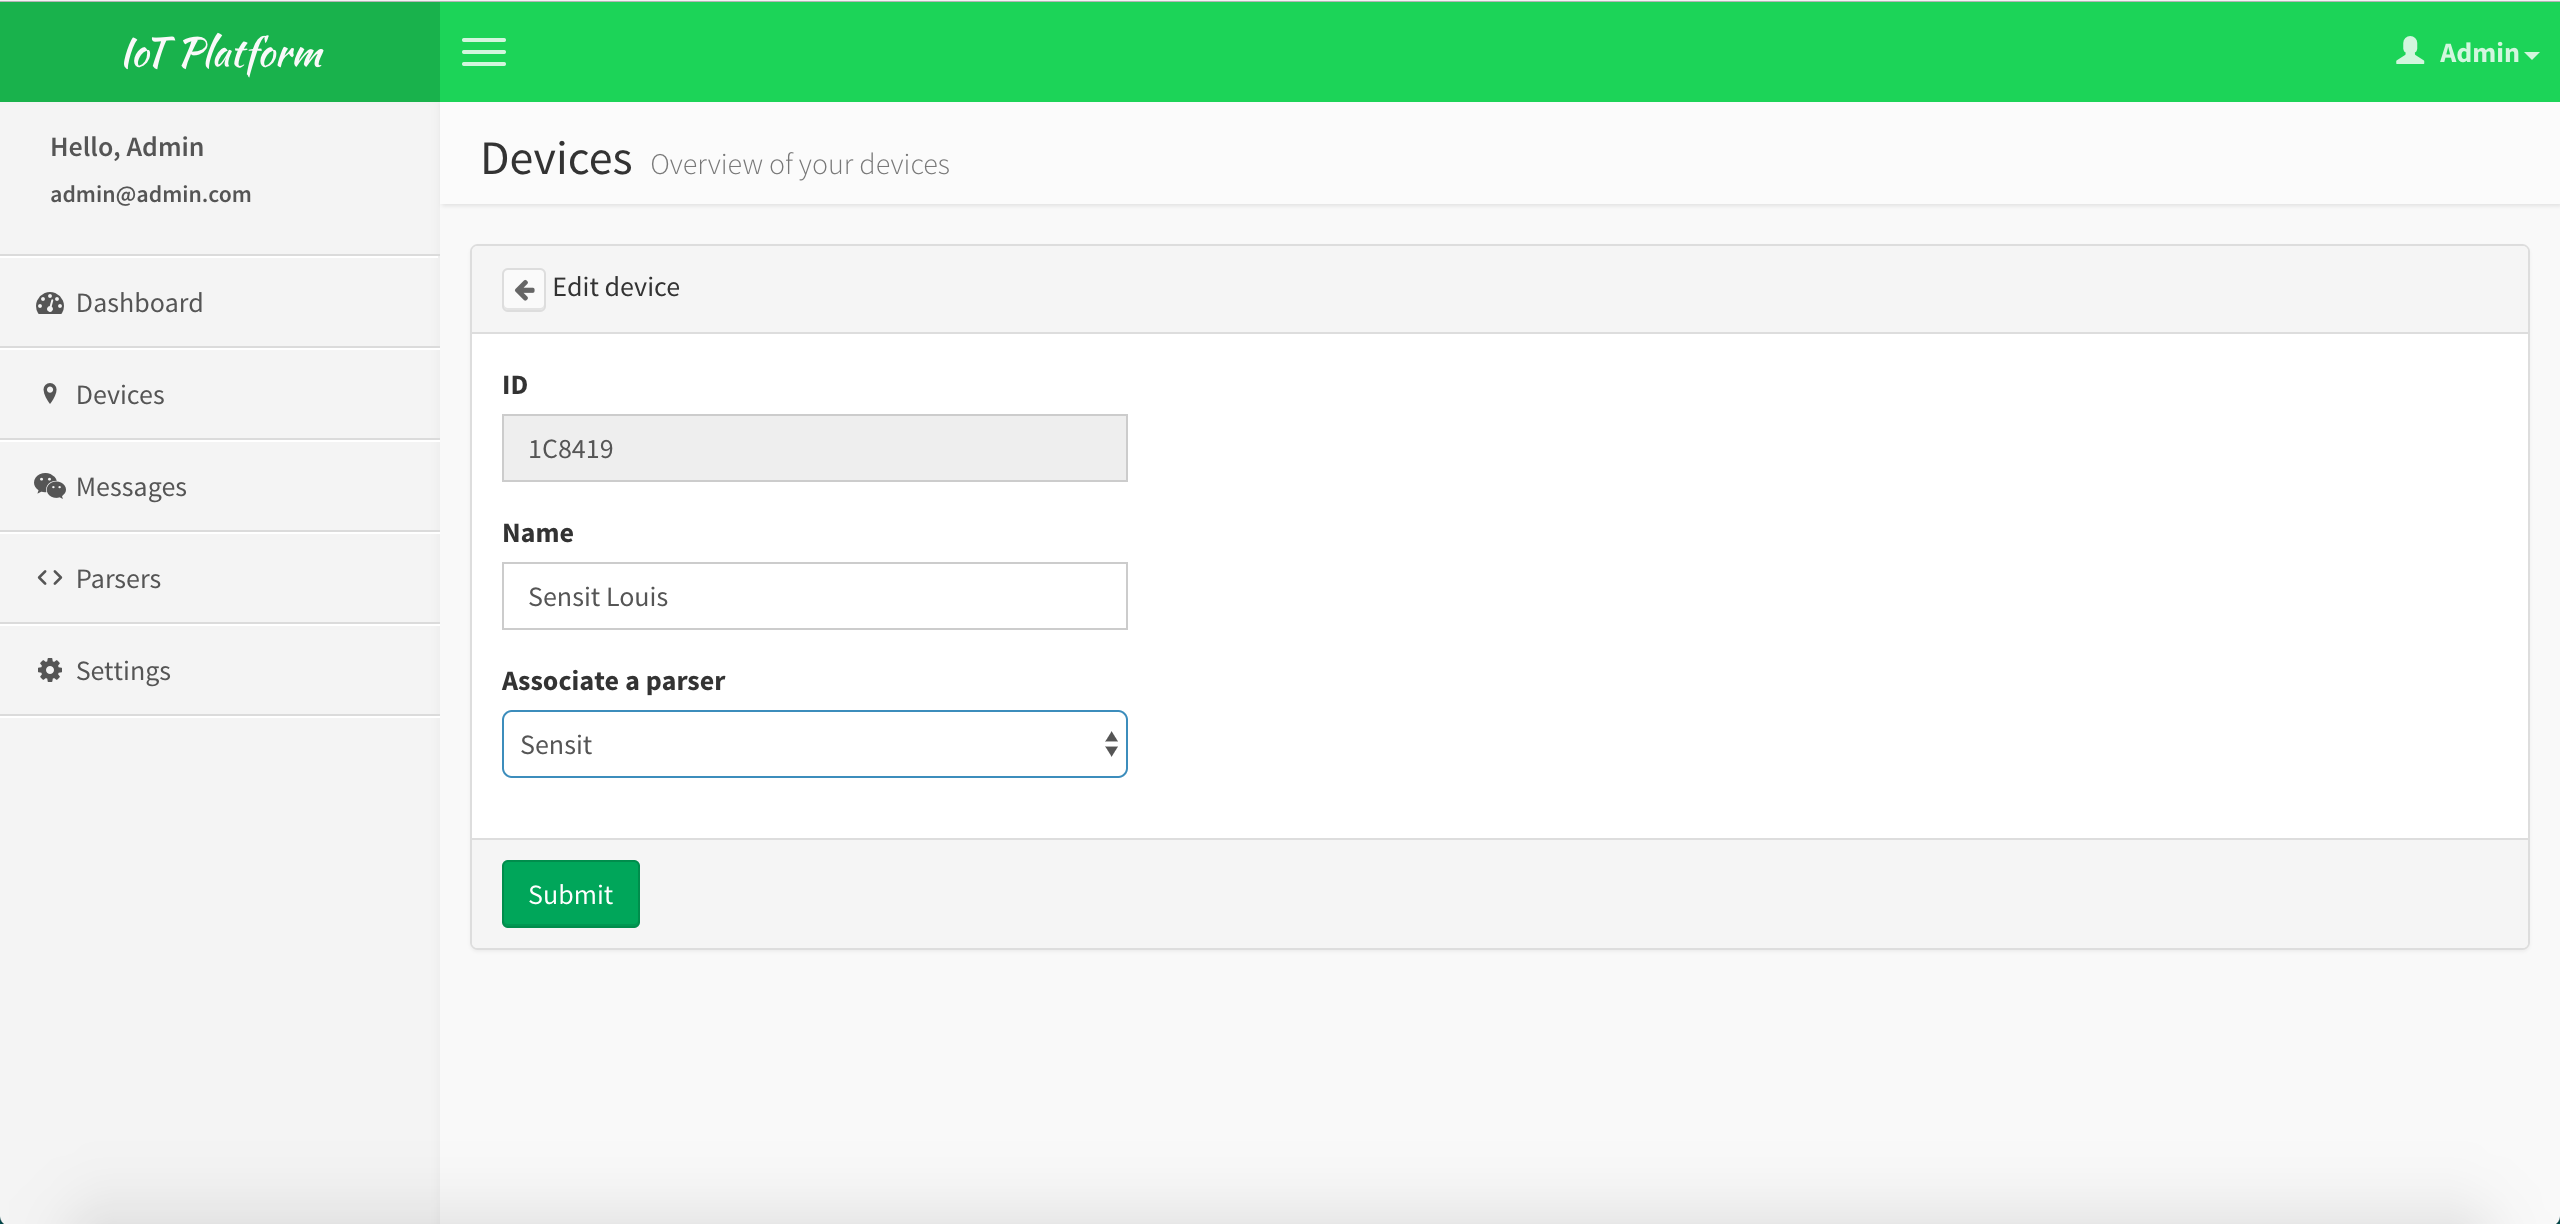 IoT Platform
Admin
Hello, Admin
admin@admin.com
Dashboard
Devices
Messages
Parsers
Settings
Devices Overview of your devices
Edit device
ID
1C8419
Name
Sensit Louis
Associate a parser
Sensit
Submit